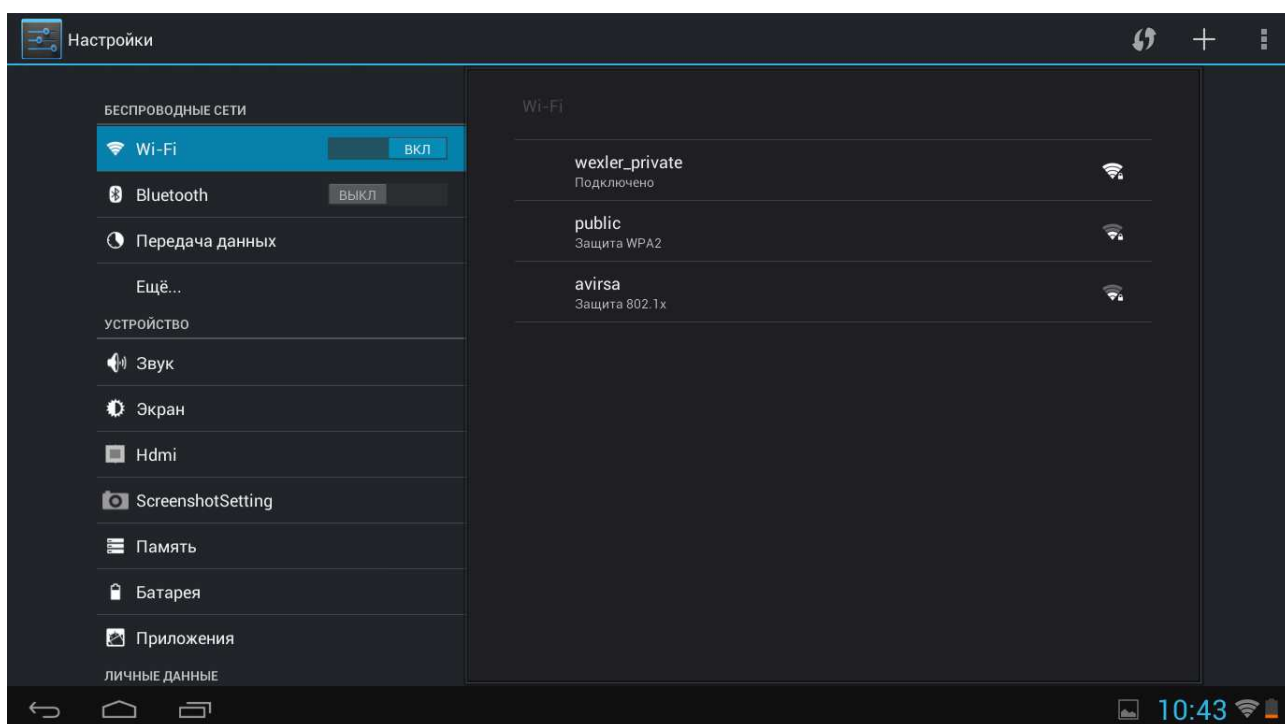 Настройки
БЕСПРОВОДНЫЕ СЕТИ
Wi-Fi ВКЛ
Bluetooth ВЫКЛ
Передача данных
Ещё...
УСТРОЙСТВО
Звук
Экран
Hdmi
ScreenshotSetting
Память
Батарея
Приложения
ЛИЧНЫЕ ДАННЫЕ
Wi-Fi
wexler_private
Подключено
public
Защита WPA2
avirsa
Защита 802.1x
10:43